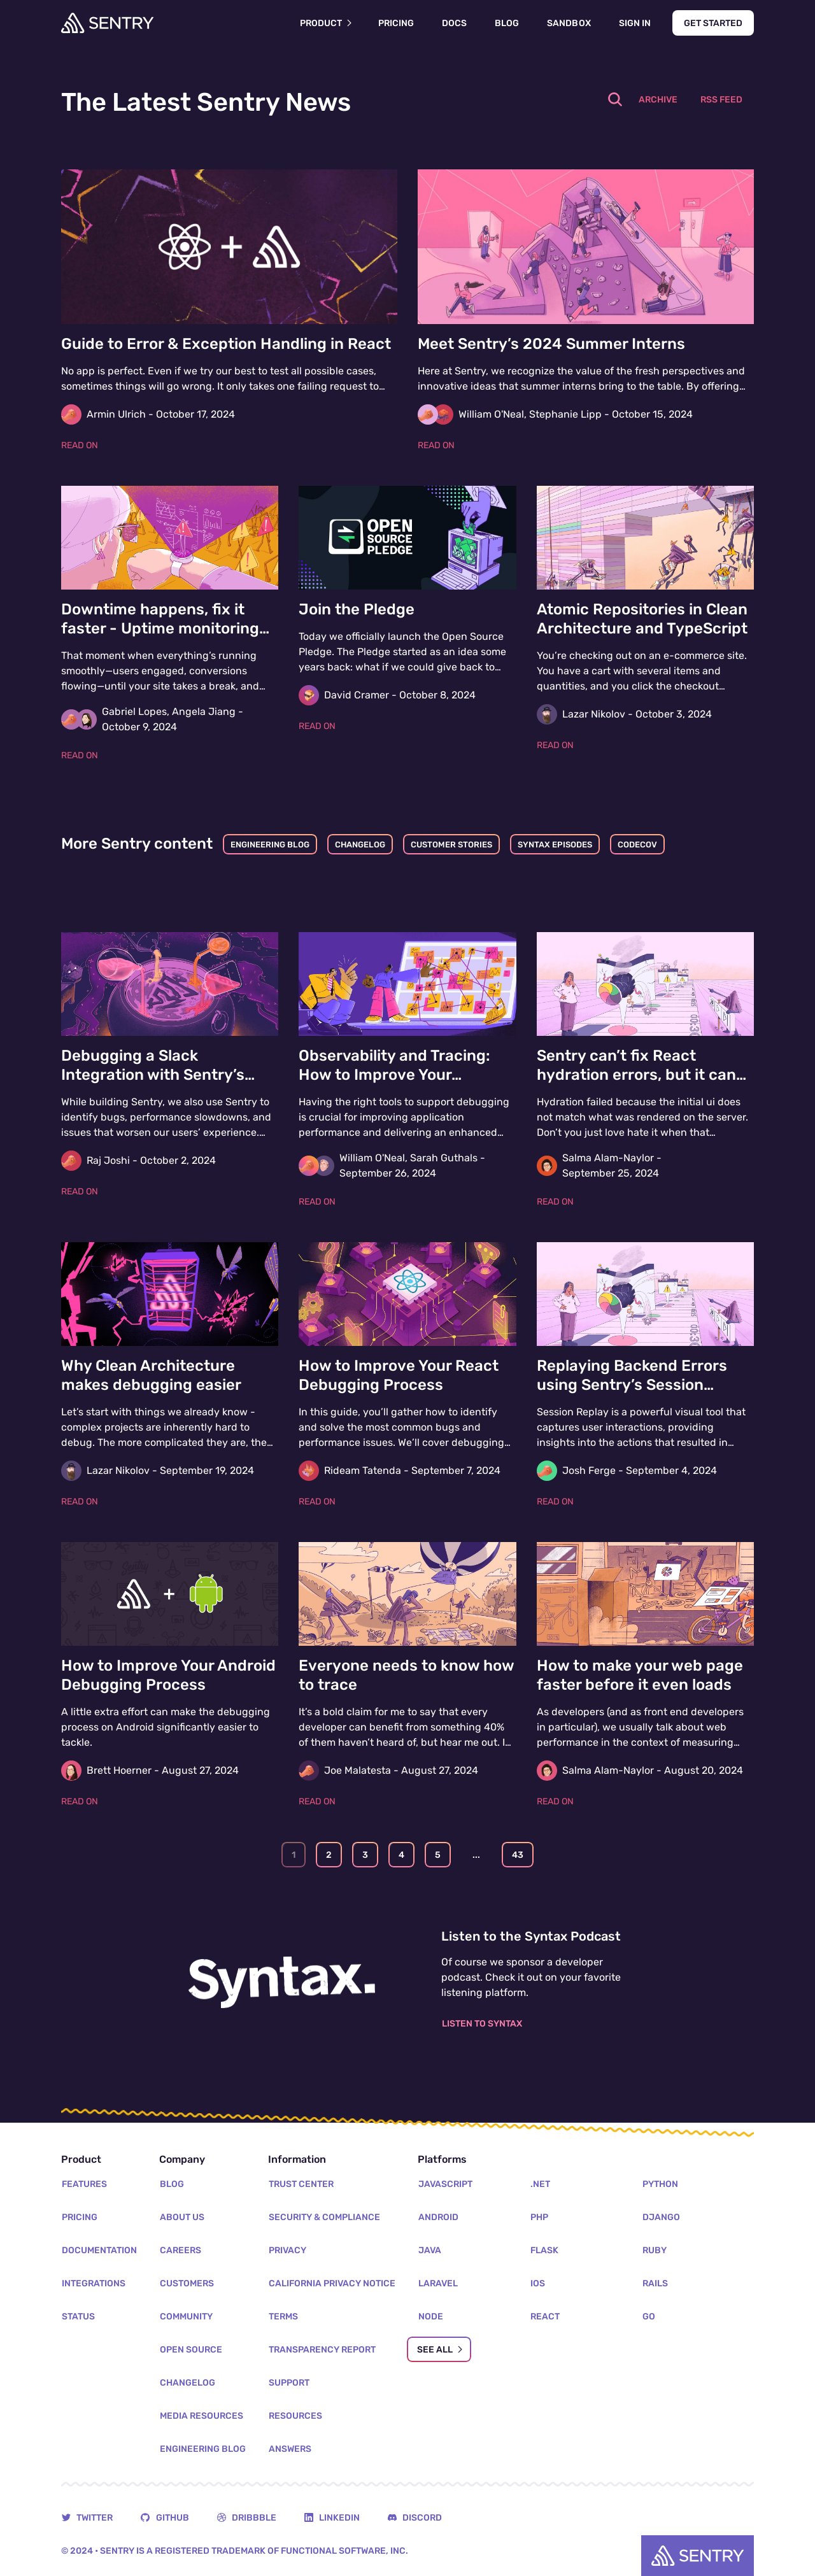 SENTRY
PRODUCT
PRICING
DOCS
BLOG
SANDBOX
SIGN IN
GET STARTED
The Latest Sentry News
ARCHIVE
RSS FEED
Guide to Error & Exception Handling in React
No app is perfect. Even if we try our best to test all possible cases,
sometimes things will go wrong. It only takes one failing request to…
Armin Ulrich - October 17, 2024
READ ON
Meet Sentry’s 2024 Summer Interns
Here at Sentry, we recognize the value of the fresh perspectives and
innovative ideas that summer interns bring to the table. By offering…
William O'Neal, Stephanie Lipp - October 15, 2024
READ ON
Downtime happens, fix it
faster - Uptime monitoring…
That moment when everything’s running
smoothly—users engaged, conversions
flowing—until your site takes a break, and…
Gabriel Lopes, Angela Jiang -
October 9, 2024
READ ON
OPEN
SOURCE
PLEDGE
Join the Pledge
Today we officially launch the Open Source
Pledge. The Pledge started as an idea some
years back: what if we could give back to…
David Cramer - October 8, 2024
READ ON
Atomic Repositories in Clean
Architecture and TypeScript
You’re checking out on an e-commerce site.
You have a cart with several items and
quantities, and you click the checkout…
Lazar Nikolov - October 3, 2024
READ ON
More Sentry content
ENGINEERING BLOG
CHANGELOG
CUSTOMER STORIES
SYNTAX EPISODES
CODECOV
Debugging a Slack
Integration with Sentry’s…
While building Sentry, we also use Sentry to
identify bugs, performance slowdowns, and
issues that worsen our users’ experience.…
Raj Joshi - October 2, 2024
READ ON
Observability and Tracing:
How to Improve Your…
Having the right tools to support debugging
is crucial for improving application
performance and delivering an enhanced…
William O'Neal, Sarah Guthals -
September 26, 2024
READ ON
Sentry can’t fix React
hydration errors, but it can…
Hydration failed because the initial ui does
not match what was rendered on the server.
Don’t you just love hate it when that…
Salma Alam-Naylor -
September 25, 2024
READ ON
Why Clean Architecture
makes debugging easier
Let’s start with things we already know -
complex projects are inherently hard to
debug. The more complicated they are, the…
Lazar Nikolov - September 19, 2024
READ ON
How to Improve Your React
Debugging Process
In this guide, you’ll gather how to identify
and solve the most common bugs and
performance issues. We’ll cover debugging…
Rideam Tatenda - September 7, 2024
READ ON
Replaying Backend Errors
using Sentry’s Session…
Session Replay is a powerful visual tool that
captures user interactions, providing
insights into the actions that resulted in…
Josh Ferge - September 4, 2024
READ ON
How to Improve Your Android
Debugging Process
A little extra effort can make the debugging
process on Android significantly easier to
tackle.
Brett Hoerner - August 27, 2024
READ ON
Everyone needs to know how
to trace
It’s a bold claim for me to say that every
developer can benefit from something 40%
of them haven’t heard of, but hear me out. I…
Joe Malatesta - August 27, 2024
READ ON
How to make your web page
faster before it even loads
As developers (and as front end developers
in particular), we usually talk about web
performance in the context of measuring…
Salma Alam-Naylor - August 20, 2024
READ ON
1
2
3
4
5
...
43
Syntax.
Listen to the Syntax Podcast
Of course we sponsor a developer
podcast. Check it out on your favorite
listening platform.
LISTEN TO SYNTAX
Product
FEATURES
PRICING
DOCUMENTATION
INTEGRATIONS
STATUS
Company
BLOG
ABOUT US
CAREERS
CUSTOMERS
COMMUNITY
OPEN SOURCE
CHANGELOG
MEDIA RESOURCES
ENGINEERING BLOG
Information
TRUST CENTER
SECURITY & COMPLIANCE
PRIVACY
CALIFORNIA PRIVACY NOTICE
TERMS
TRANSPARENCY REPORT
SUPPORT
RESOURCES
ANSWERS
Platforms
JAVASCRIPT
ANDROID
JAVA
LARAVEL
NODE
SEE ALL
.NET
PHP
FLASK
IOS
REACT
PYTHON
DJANGO
RUBY
RAILS
GO
TWITTER
GITHUB
DRIBBBLE
LINKEDIN
DISCORD
© 2024 • SENTRY IS A REGISTERED TRADEMARK OF FUNCTIONAL SOFTWARE, INC.
SENTRY